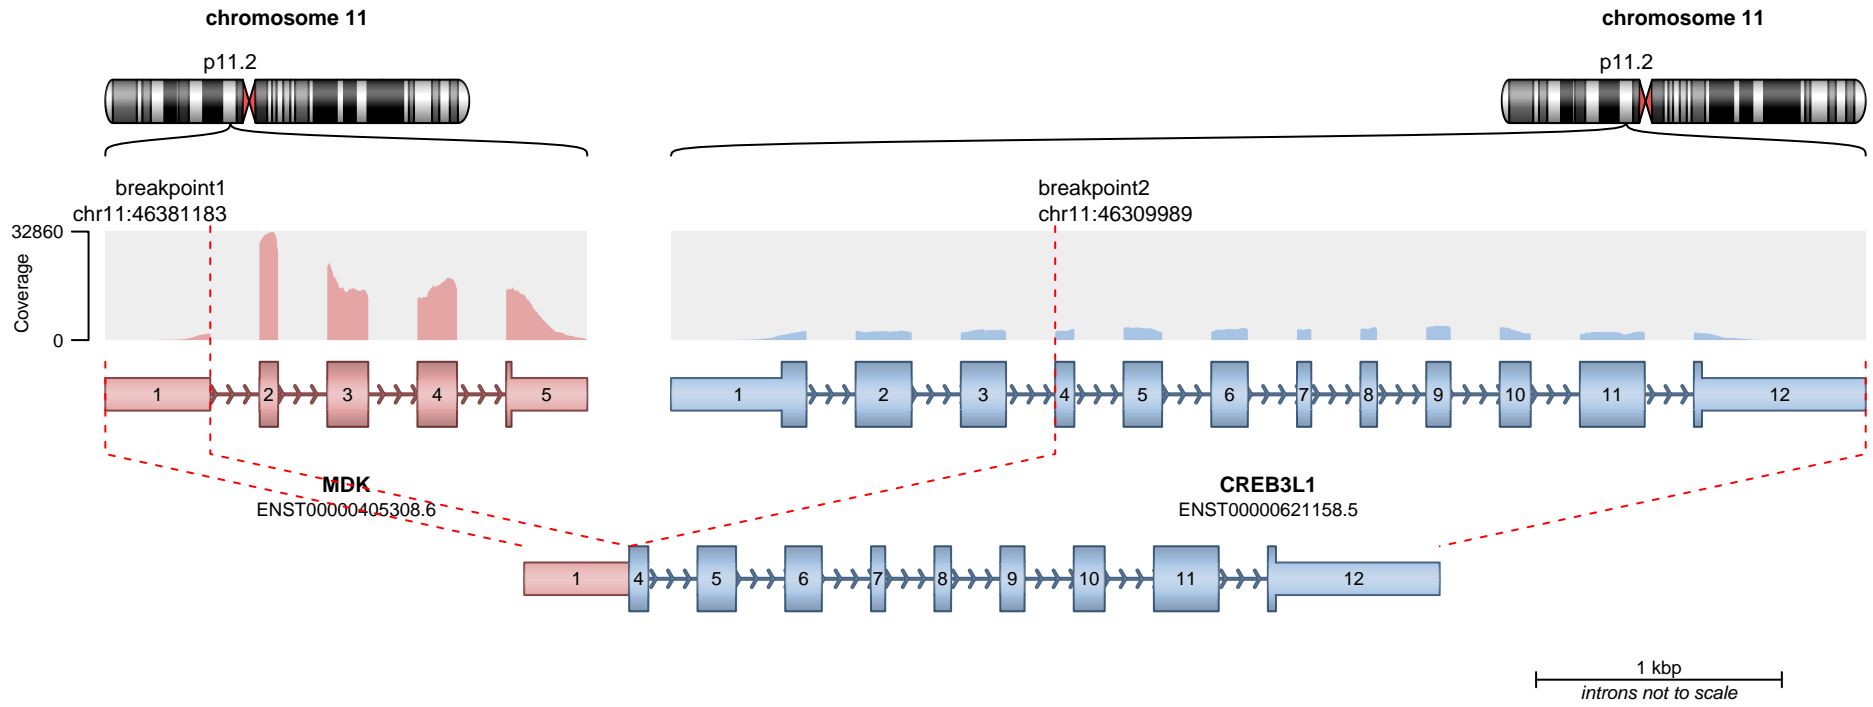 chromosome 11
chromosome 11
p11.2
p11.2
breakpoint1
chr11:46381183
breakpoint2
chr11:46309989
32860
Coverage
0
1 2 3 4 5
1 2 3 4 5 6 7 8 9 10 11 12
MDK
ENST00000405308.6
CREB3L1
ENST00000621158.5
1 4 5 6 7 8 9 10 11 12
1 kbp
introns not to scale